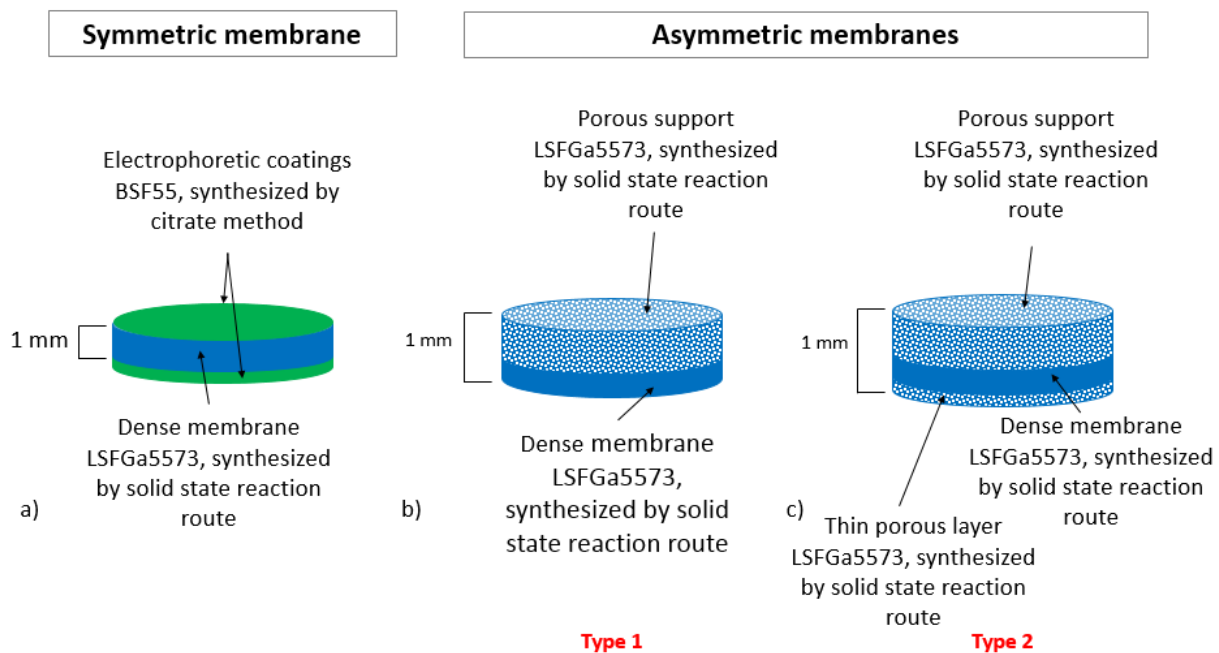 Symmetric membrane
Asymmetric membranes
Electrophoretic coatings
BSF55, synthesized by
citrate method
1 mm
Dense membrane
LSFGa5573, synthesized
by solid state reaction
route
a)
Porous support
LSFGa5573, synthesized
by solid state reaction
route
1 mm
Dense membrane
LSFGa5573,
synthesized by solid
state reaction route
b)
Type 1
Porous support
LSFGa5573, synthesized
by solid state reaction
route
1 mm
Dense membrane
LSFGa5573, synthesized
by solid state reaction
route
c)
Thin porous layer
LSFGa5573, synthesized
by solid state reaction
route
Type 2